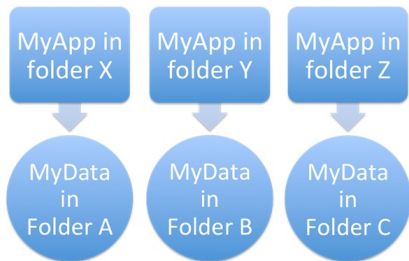 MyApp in
folder X
MyApp in
folder Y
MyApp in
folder Z
MyData
in
Folder A
MyData
in
Folder B
MyData
in
Folder C